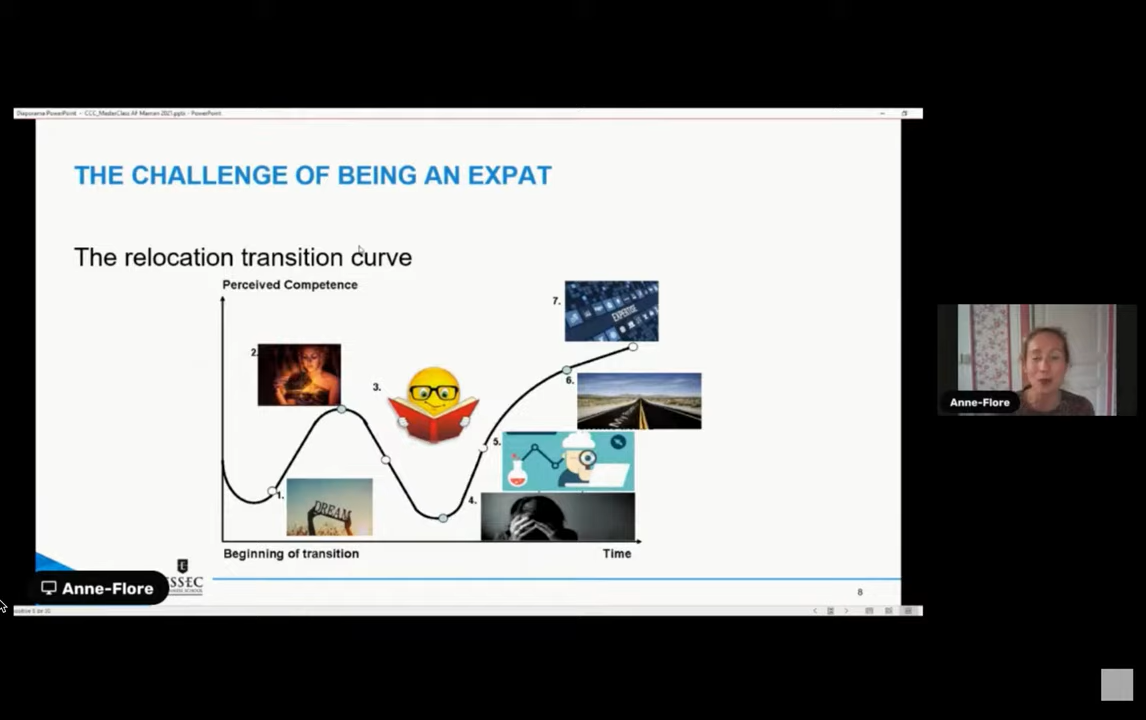 THE CHALLENGE OF BEING AN EXPAT
The relocation transition curve
Perceived Competence
7.
EXPERTISE
2.
3.
6.
5.
1.
DREAM
4.
Beginning of transition
Time
Anne-Flore
Anne-Flore
8